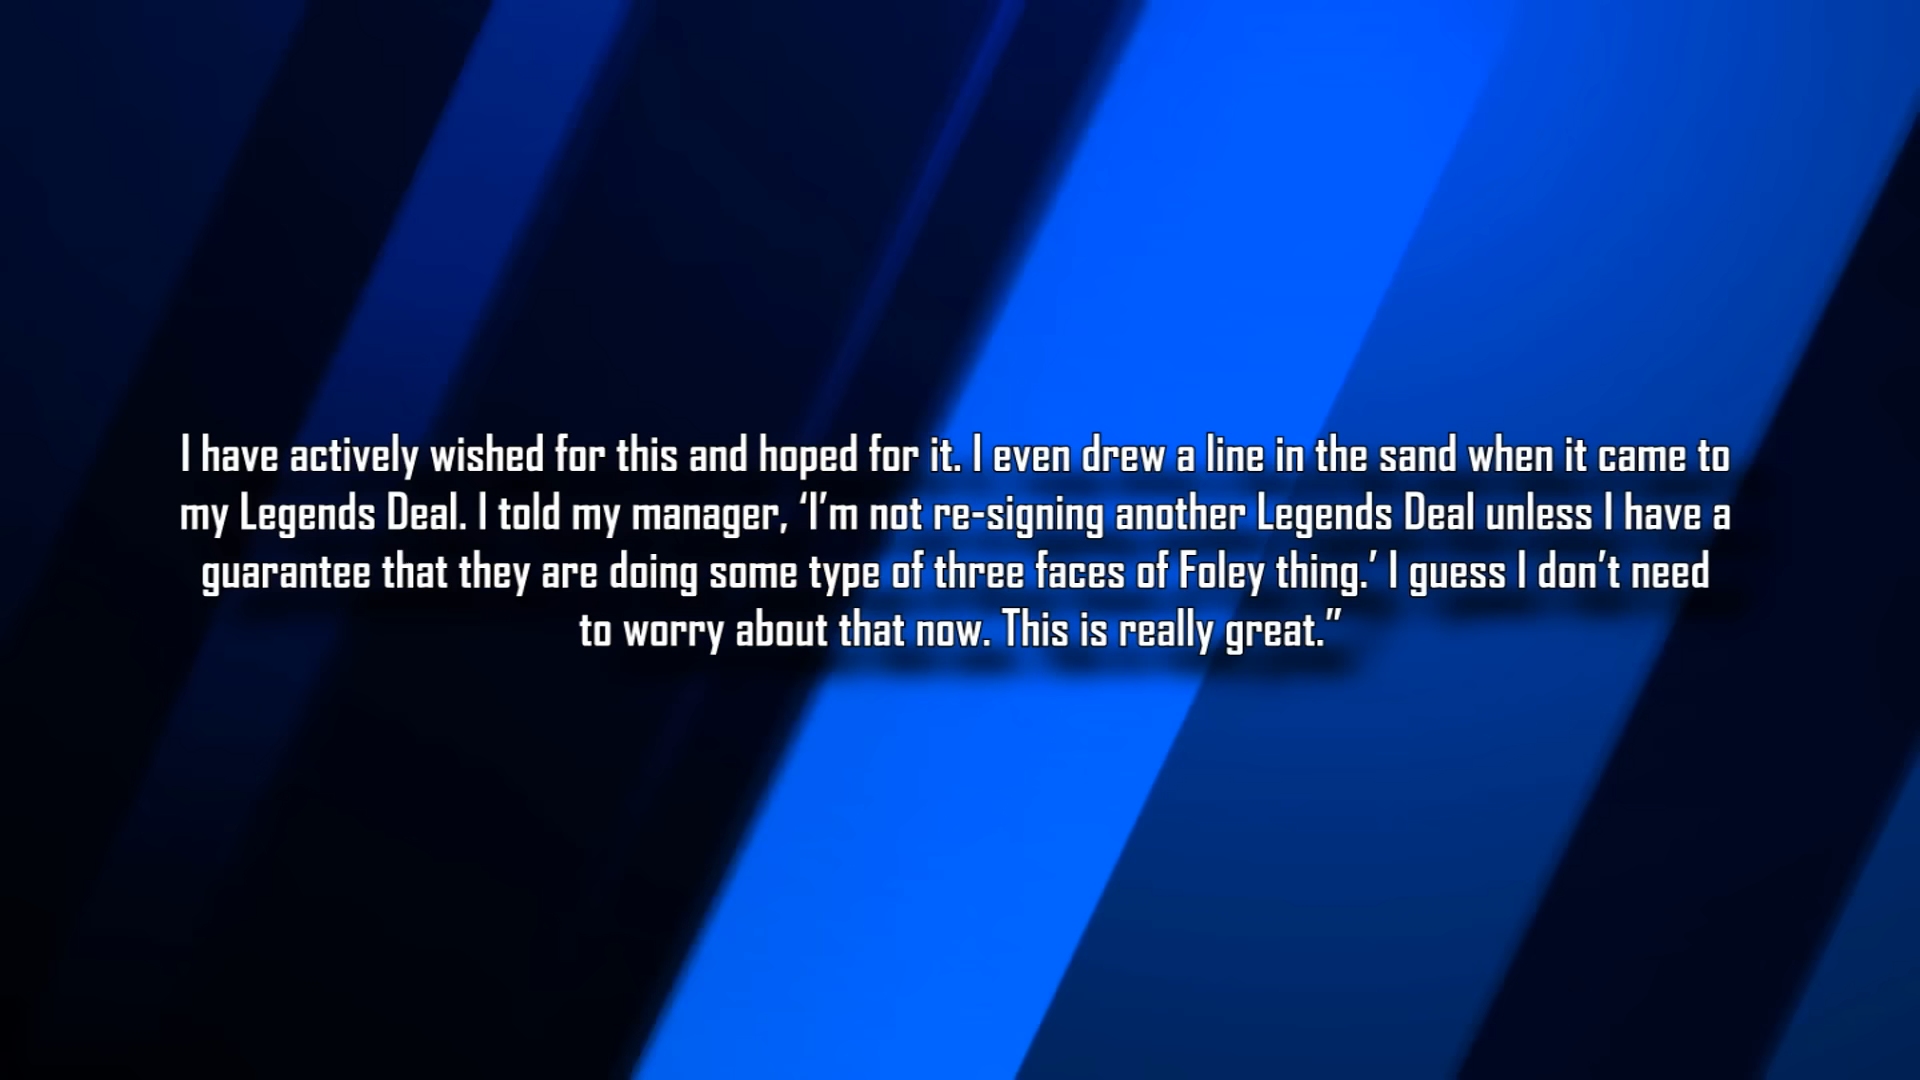 I have actively wished for this and hoped for it. I even drew a line in the sand when it came to
my Legends Deal. I told my manager, ‘I’m not re-signing another Legends Deal unless I have a
guarantee that they are doing some type of three faces of Foley thing.’ I guess I don’t need
to worry about that now. This is really great.”